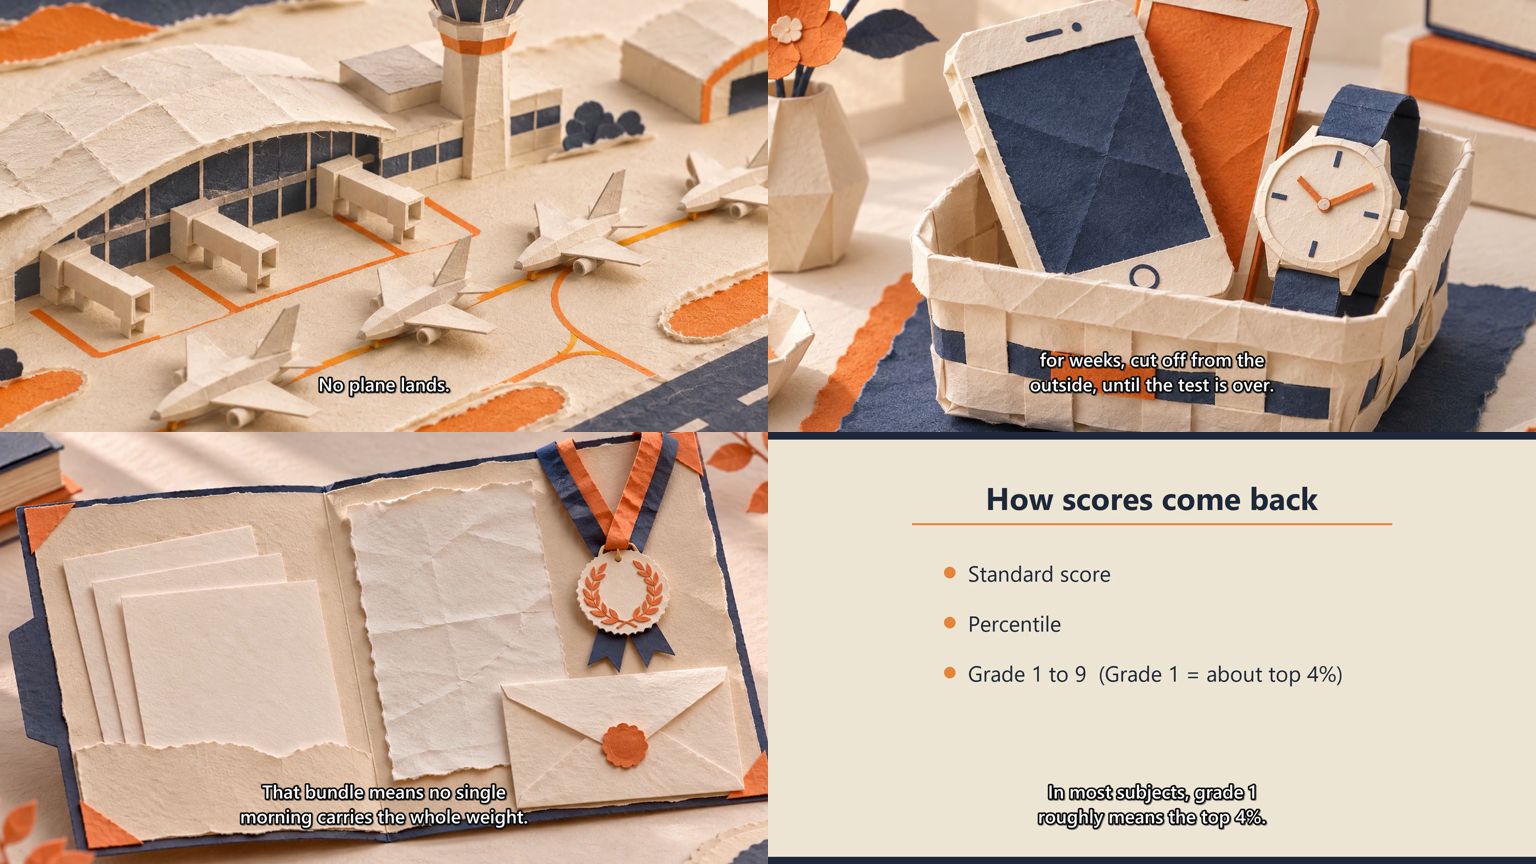 No plane lands.
for weeks, cut off from the
outside, until the test is over.
That bundle means no single
morning carries the whole weight.
How scores come back
Standard score
Percentile
Grade 1 to 9 (Grade 1 = about top 4%)
In most subjects, grade 1
roughly means the top 4%.